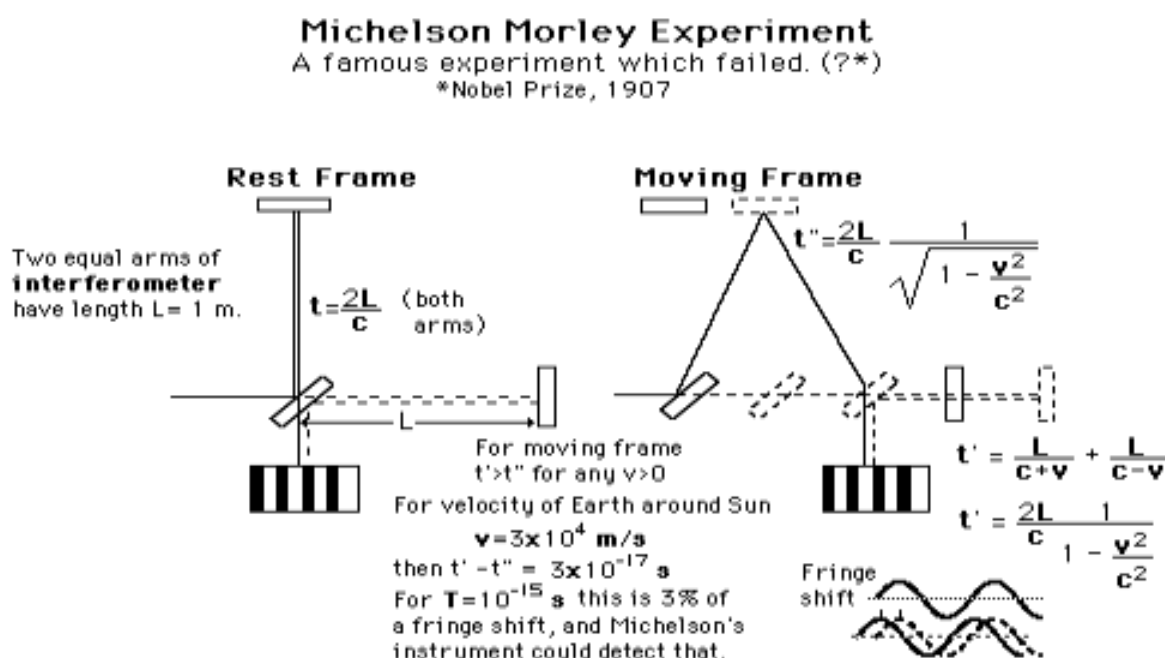 Michelson Morley Experiment
A famous experiment which failed. (?*)
*Nobel Prize, 1907
Rest Frame
Two equal arms of
interferometer
have length L= 1 m.
t=2L/c (both
arms)
L
Moving Frame
t"=2L/c 1/√(1 - v²/c²)
For moving frame
t'>t" for any v>0
For velocity of Earth around Sun
v=3x10⁴ m/s
then t' -t" = 3x10⁻¹⁷ s
For T=10⁻¹⁵ s this is 3% of
a fringe shift, and Michelson's
instrument could detect that.
t' = L/(c+v) + L/(c-v)
t' = 2L/c 1/(1 - v²/c²)
Fringe
shift